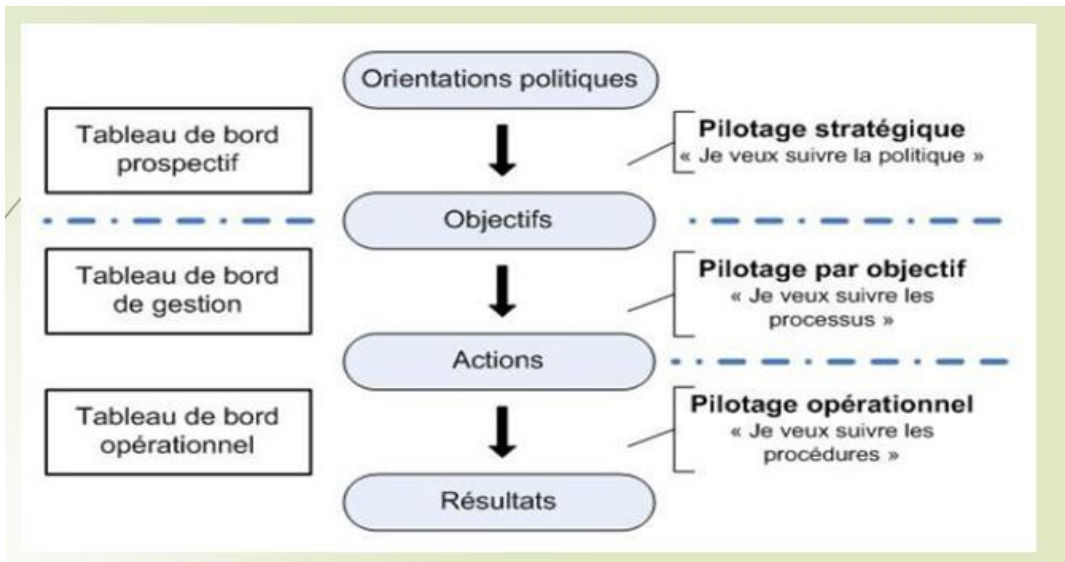 Orientations politiques
Tableau de bord
prospectif
Pilotage stratégique
« Je veux suivre la politique »
Objectifs
Tableau de bord
de gestion
Pilotage par objectif
« Je veux suivre les
processus »
Actions
Tableau de bord
opérationnel
Pilotage opérationnel
« Je veux suivre les
procédures »
Résultats